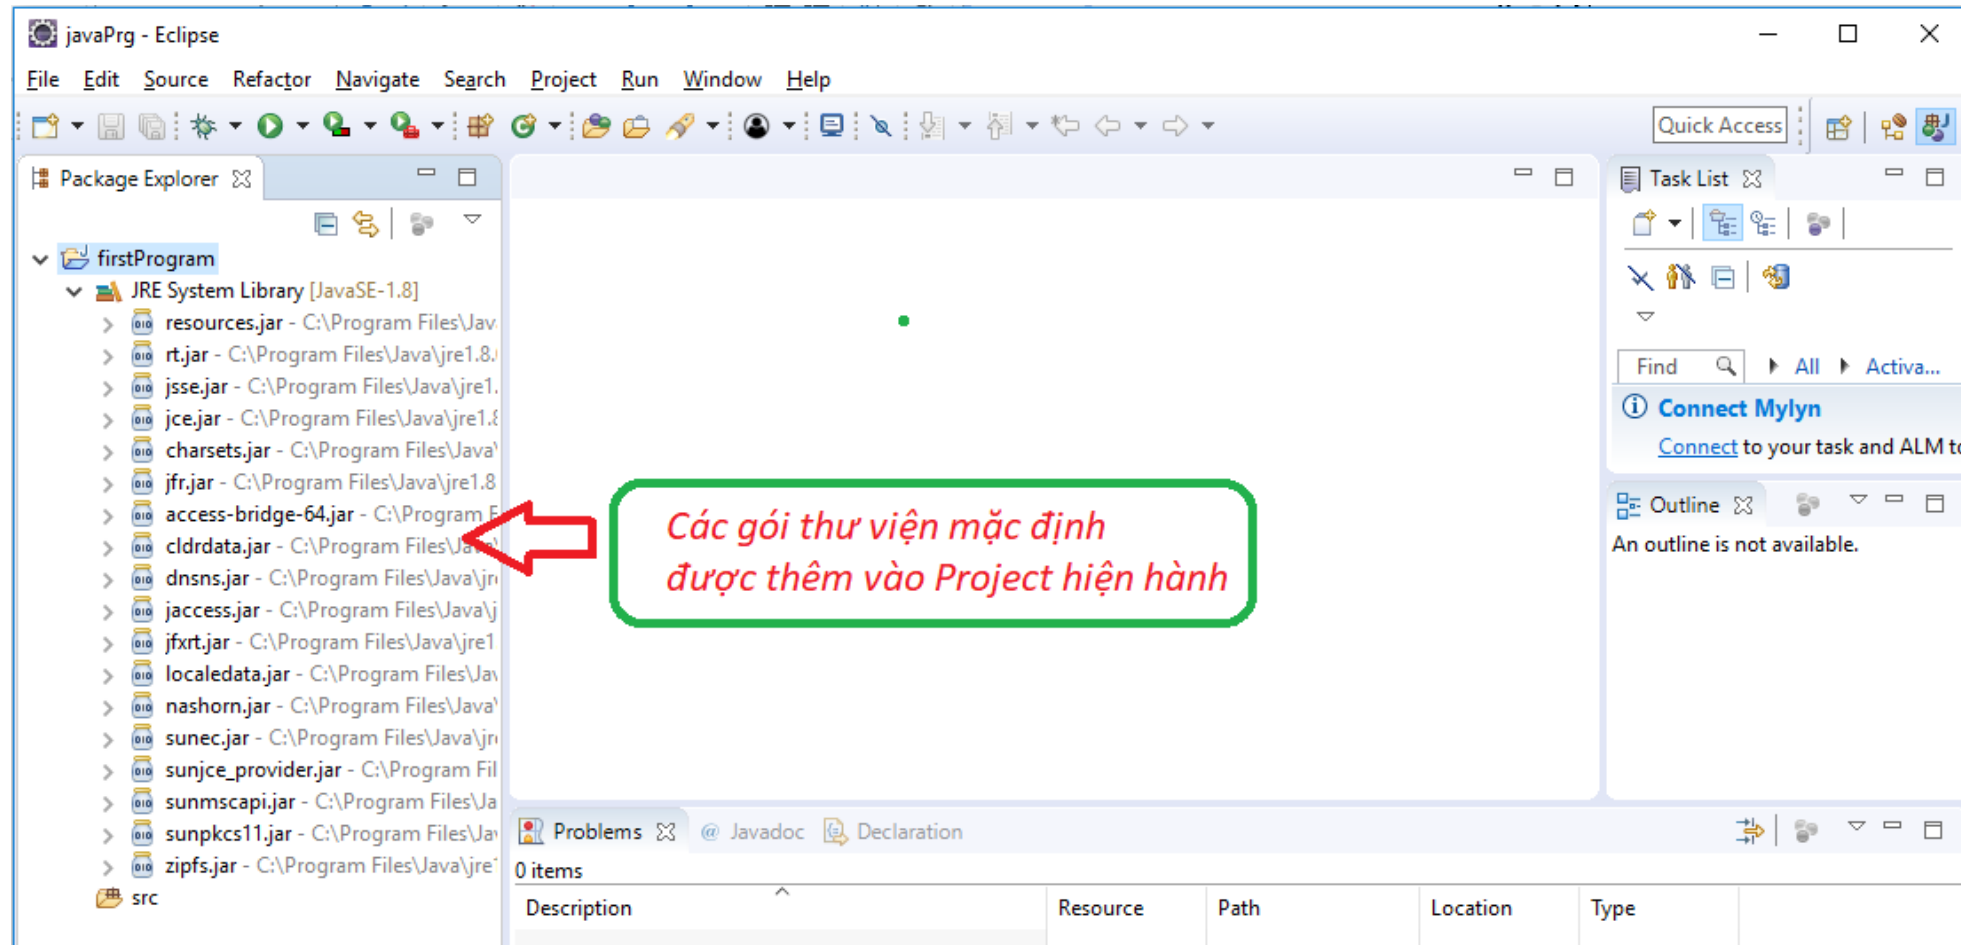 javaPrg - Eclipse
File Edit Source Refactor Navigate Search Project Run Window Help
Quick Access
Package Explorer
firstProgram
JRE System Library [JavaSE-1.8]
resources.jar - C:\Program Files\Jav
rt.jar - C:\Program Files\Java\jre1.8.
jsse.jar - C:\Program Files\Java\jre1.
jce.jar - C:\Program Files\Java\jre1.8
charsets.jar - C:\Program Files\Java\
jfr.jar - C:\Program Files\Java\jre1.8
access-bridge-64.jar - C:\Program F
cldrdata.jar - C:\Program Files\Java\
dnsns.jar - C:\Program Files\Java\jr
jaccess.jar - C:\Program Files\Java\j
jfxrt.jar - C:\Program Files\Java\jre1
localedata.jar - C:\Program Files\Jav
nashorn.jar - C:\Program Files\Java\
sunec.jar - C:\Program Files\Java\jr
sunjce_provider.jar - C:\Program Fil
sunmscapi.jar - C:\Program Files\Ja
sunpkcs11.jar - C:\Program Files\Jav
zipfs.jar - C:\Program Files\Java\jre
src
Các gói thư viện mặc định
được thêm vào Project hiện hành
Task List
Find All Activa...
Connect Mylyn
Connect to your task and ALM to
Outline
An outline is not available.
Problems @ Javadoc Declaration
0 items
Description Resource Path Location Type